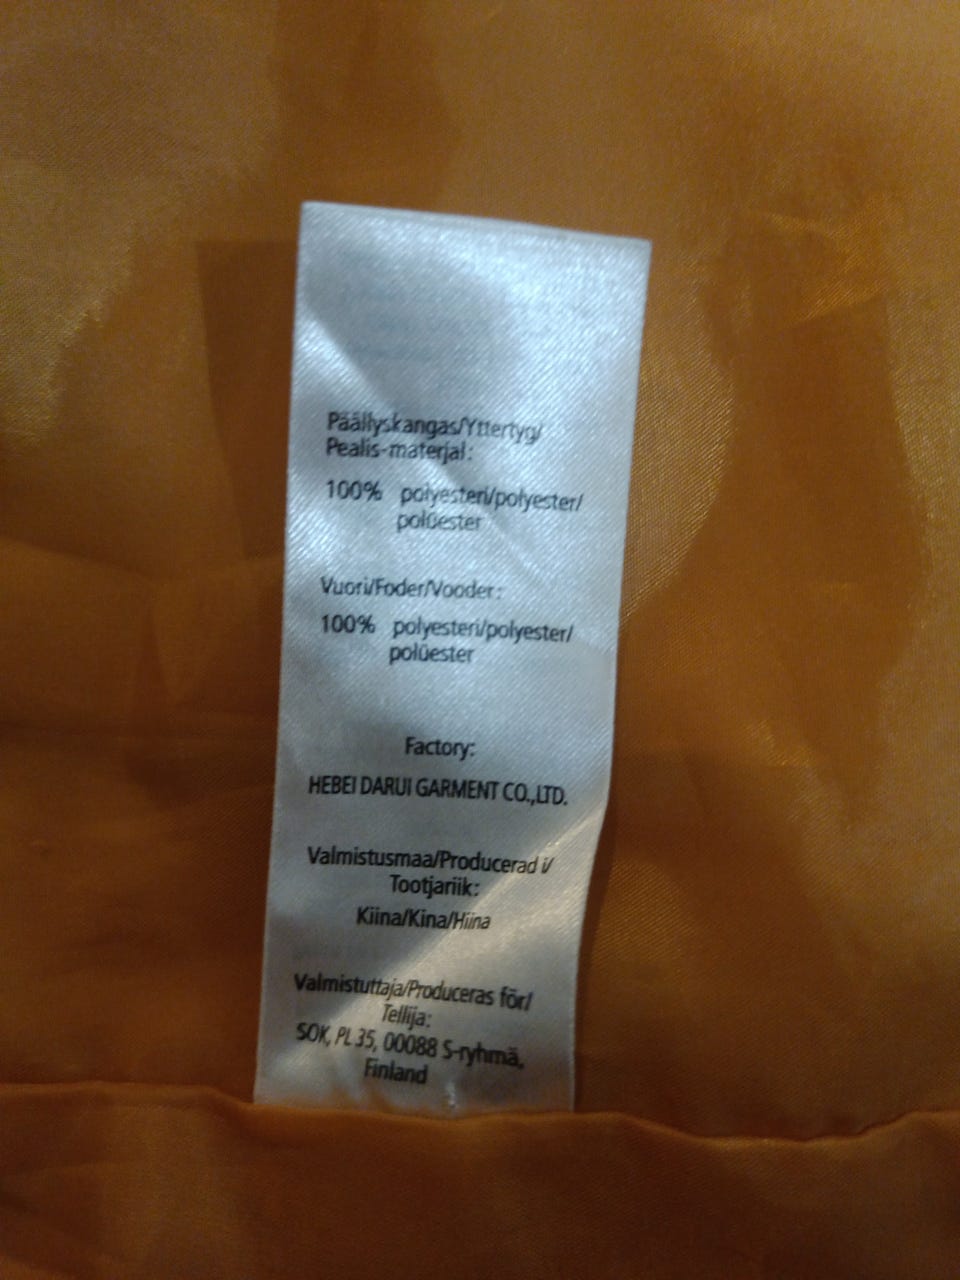 Päällyskangas/Yttertyg/
Pealis-materjal:
100% polyesteri/polyester/
polüester
Vuori/Foder/Vooder:
100% polyesteri/polyester/
polüester
Factory:
HEBEI DARUI GARMENT CO.,LTD.
Valmistusmaa/Producerad i/
Tootjariik:
Kiina/Kina/Hiina
Valmistuttaja/Produceras för/
Tellija:
SOK, PL 35, 00088 S-ryhmä,
Finland